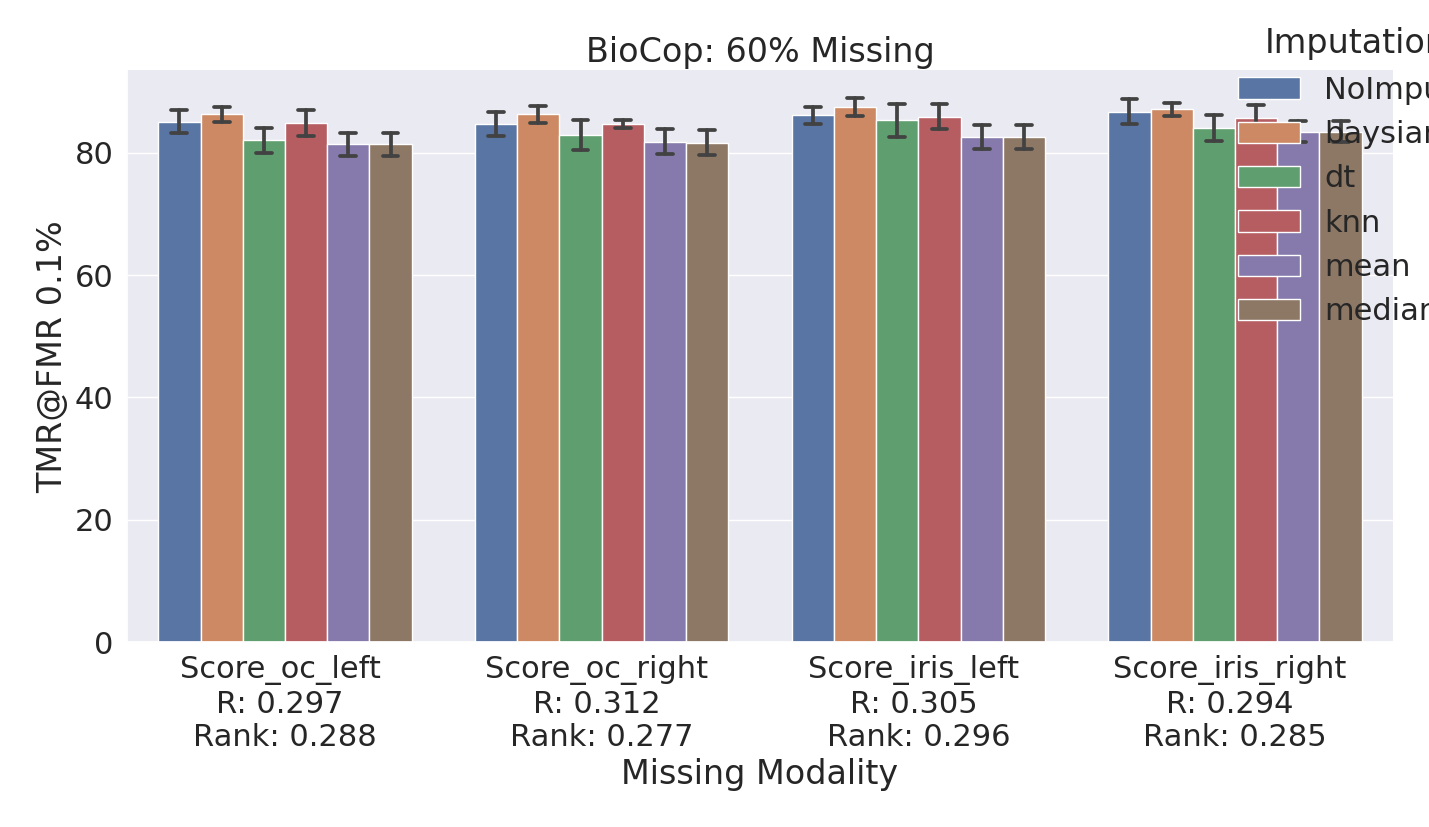 BioCop: 60% Missing
Imputation
NoImpu
baysian
dt
knn
mean
median
TMR@FMR 0.1%
80
60
40
20
0
Score_oc_left
R: 0.297
Rank: 0.288
Score_oc_right
R: 0.312
Rank: 0.277
Score_iris_left
R: 0.305
Rank: 0.296
Score_iris_right
R: 0.294
Rank: 0.285
Missing Modality